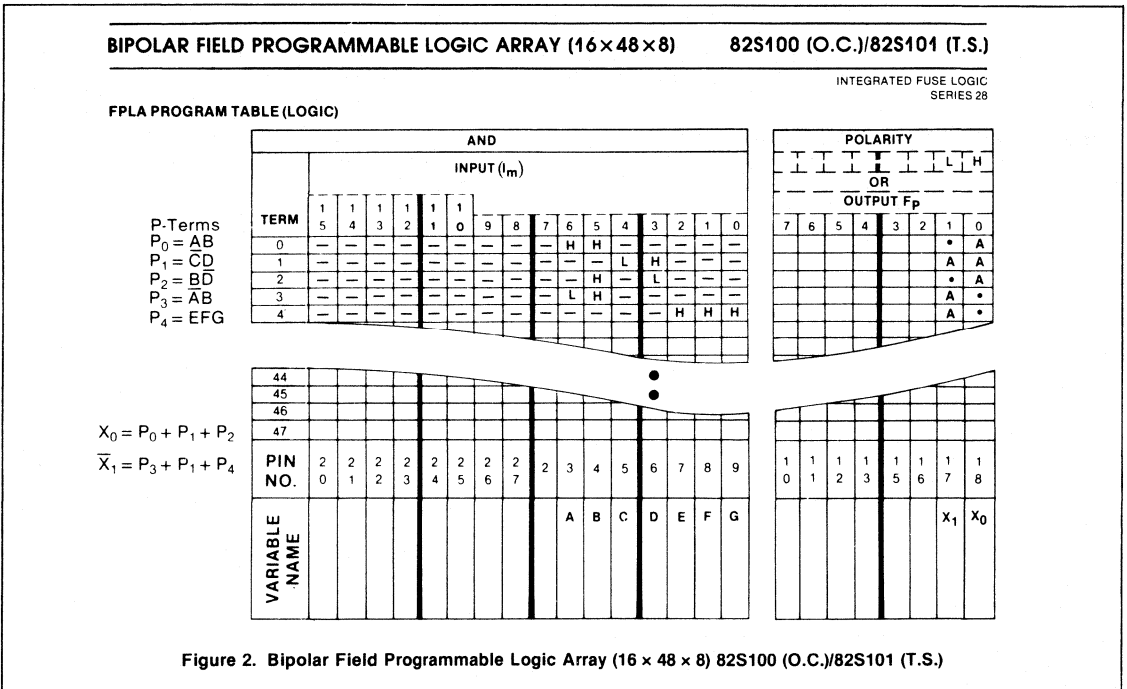 BIPOLAR FIELD PROGRAMMABLE LOGIC ARRAY (16×48×8) 82S100 (O.C.)/82S101 (T.S.)
INTEGRATED FUSE LOGIC
SERIES 28
FPLA PROGRAM TABLE (LOGIC)
AND POLARITY
INPUT (Iₘ) L H
OR
OUTPUT Fₚ
P-Terms TERM 15 14 13 12 11 10 9 8 7 6 5 4 3 2 1 0 7 6 5 4 3 2 1 0
P₀ = AB 0 — — — — — — — — — H H — — — — — • A
P₁ = C̅D 1 — — — — — — — — — — — L H — — — A A
P₂ = BD̅ 2 — — — — — — — — — — H — L — — — • A
P₃ = A̅B 3 — — — — — — — — — L H — — — — — A •
P₄ = EFG 4 — — — — — — — — — — — — — H H H A •
44 •
45 •
46
X₀ = P₀ + P₁ + P₂ 47
X̅₁ = P₃ + P₁ + P₄ PIN NO. 20 21 22 23 24 25 26 27 2 3 4 5 6 7 8 9 10 11 12 13 15 16 17 18
VARIABLE NAME A B C D E F G X₁ X₀
Figure 2. Bipolar Field Programmable Logic Array (16 × 48 × 8) 82S100 (O.C.)/82S101 (T.S.)